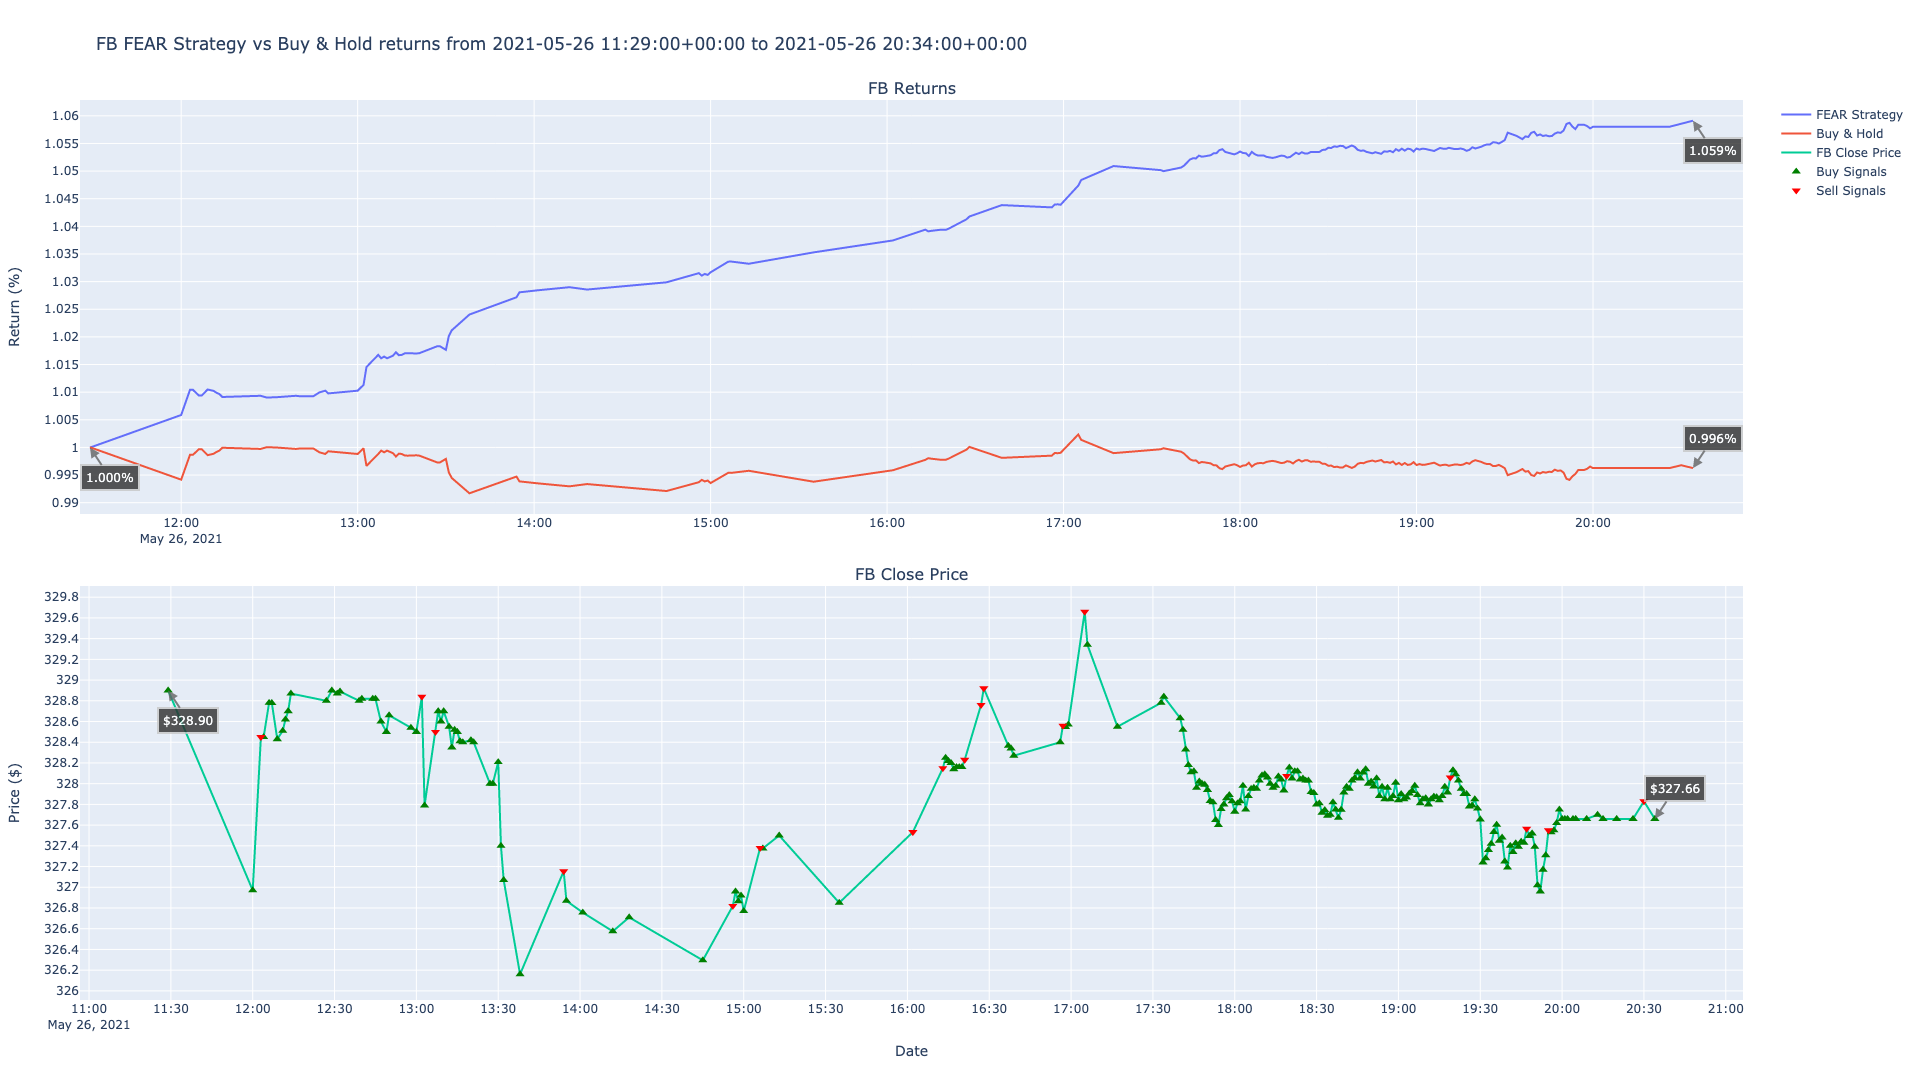 FB FEAR Strategy vs Buy & Hold returns from 2021-05-26 11:29:00+00:00 to 2021-05-26 20:34:00+00:00
FB Returns
FEAR Strategy
Buy & Hold
FB Close Price
Buy Signals
Sell Signals
Return (%)
1.06
1.055
1.05
1.045
1.04
1.035
1.03
1.025
1.02
1.015
1.01
1.005
1
0.995
0.99
1.059%
0.996%
1.000%
12:00 13:00 14:00 15:00 16:00 17:00 18:00 19:00 20:00
May 26, 2021
FB Close Price
Price ($)
329.8
329.6
329.4
329.2
329
328.8
328.6
328.4
328.2
328
327.8
327.6
327.4
327.2
327
326.8
326.6
326.4
326.2
326
$328.90
$327.66
11:00 11:30 12:00 12:30 13:00 13:30 14:00 14:30 15:00 15:30 16:00 16:30 17:00 17:30 18:00 18:30 19:00 19:30 20:00 20:30 21:00
May 26, 2021
Date